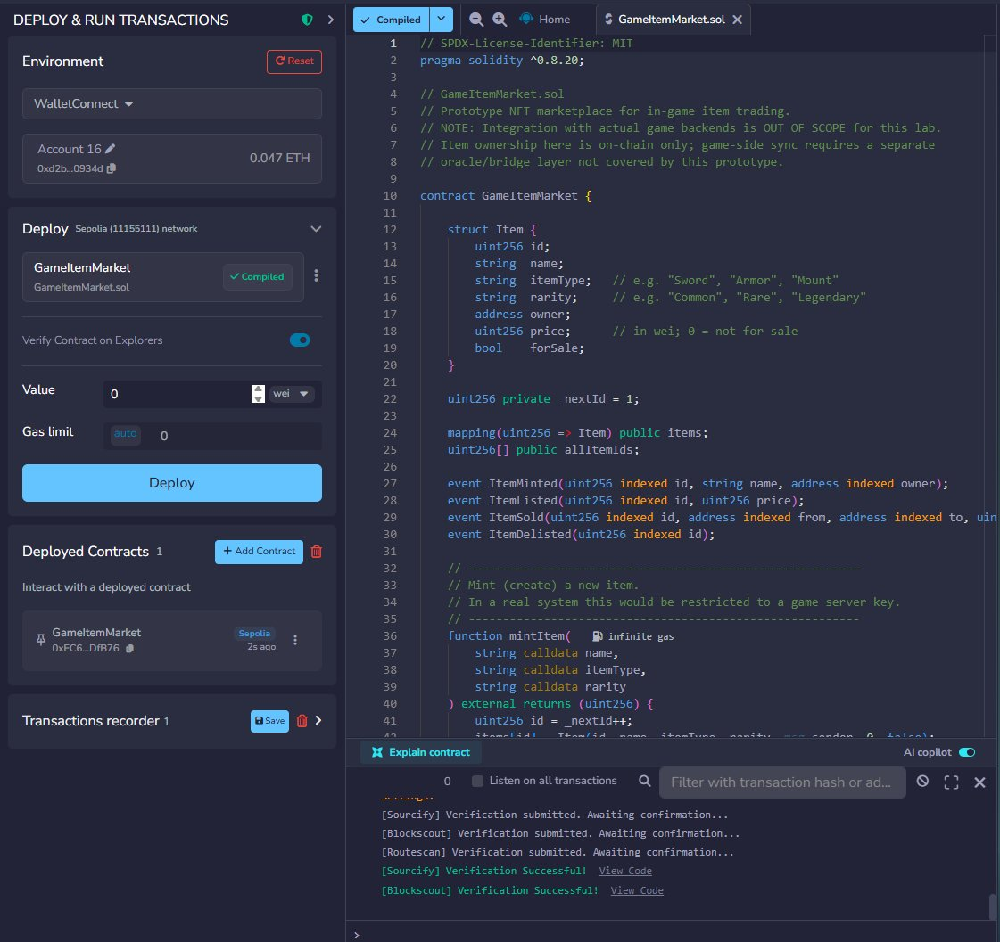 DEPLOY & RUN TRANSACTIONS
Environment
Reset
WalletConnect
Account 16
0xd2b...0934d
0.047 ETH
Deploy Sepolia (11155111) network
GameItemMarket
GameItemMarket.sol
Compiled
Verify Contract on Explorers
Value
0
wei
Gas limit
auto
0
Deploy
Deployed Contracts 1
+ Add Contract
Interact with a deployed contract
GameItemMarket
0xEC6...DfB76
Sepolia
2s ago
Transactions recorder 1
Save
Compiled
Home
GameItemMarket.sol
1 // SPDX-License-Identifier: MIT
2 pragma solidity ^0.8.20;
3
4 // GameItemMarket.sol
5 // Prototype NFT marketplace for in-game item trading.
6 // NOTE: Integration with actual game backends is OUT OF SCOPE for this lab.
7 // Item ownership here is on-chain only; game-side sync requires a separate
8 // oracle/bridge layer not covered by this prototype.
9
10 contract GameItemMarket {
11
12 struct Item {
13 uint256 id;
14 string name;
15 string itemType; // e.g. "Sword", "Armor", "Mount"
16 string rarity; // e.g. "Common", "Rare", "Legendary"
17 address owner;
18 uint256 price; // in wei; 0 = not for sale
19 bool forSale;
20 }
21
22 uint256 private _nextId = 1;
23
24 mapping(uint256 => Item) public items;
25 uint256[] public allItemIds;
26
27 event ItemMinted(uint256 indexed id, string name, address indexed owner);
28 event ItemListed(uint256 indexed id, uint256 price);
29 event ItemSold(uint256 indexed id, address indexed from, address indexed to, uin
30 event ItemDelisted(uint256 indexed id);
31
32 // ---------------------------------------------------------
33 // Mint (create) a new item.
34 // In a real system this would be restricted to a game server key.
35 // ---------------------------------------------------------
36 function mintItem( infinite gas
37 string calldata name,
38 string calldata itemType,
39 string calldata rarity
40 ) external returns (uint256) {
41 uint256 id = _nextId++;
42 items[id] = Item(id, name, itemType, rarity, msg.sender, 0, false);
Explain contract
AI copilot
0
Listen on all transactions
Filter with transaction hash or ad...
settings.
[Sourcify] Verification submitted. Awaiting confirmation...
[Blockscout] Verification submitted. Awaiting confirmation...
[Routescan] Verification submitted. Awaiting confirmation...
[Sourcify] Verification Successful! View Code
[Blockscout] Verification Successful! View Code
>